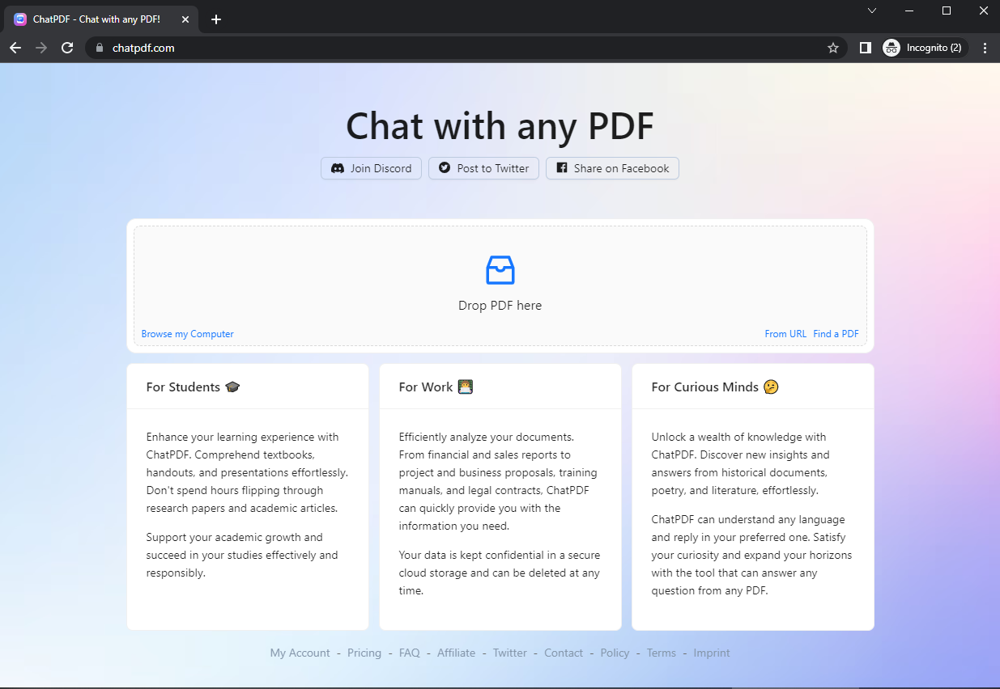 ChatPDF - Chat with any PDF!
chatpdf.com
Incognito (2)
Chat with any PDF
Join Discord
Post to Twitter
Share on Facebook
Drop PDF here
Browse my Computer
From URL
Find a PDF
For Students 🎓
Enhance your learning experience with
ChatPDF. Comprehend textbooks,
handouts, and presentations effortlessly.
Don't spend hours flipping through
research papers and academic articles.
Support your academic growth and
succeed in your studies effectively and
responsibly.
For Work
Efficiently analyze your documents.
From financial and sales reports to
project and business proposals, training
manuals, and legal contracts, ChatPDF
can quickly provide you with the
information you need.
Your data is kept confidential in a secure
cloud storage and can be deleted at any
time.
For Curious Minds 🤔
Unlock a wealth of knowledge with
ChatPDF. Discover new insights and
answers from historical documents,
poetry, and literature, effortlessly.
ChatPDF can understand any language
and reply in your preferred one. Satisfy
your curiosity and expand your horizons
with the tool that can answer any
question from any PDF.
My Account - Pricing - FAQ - Affiliate - Twitter - Contact - Policy - Terms - Imprint